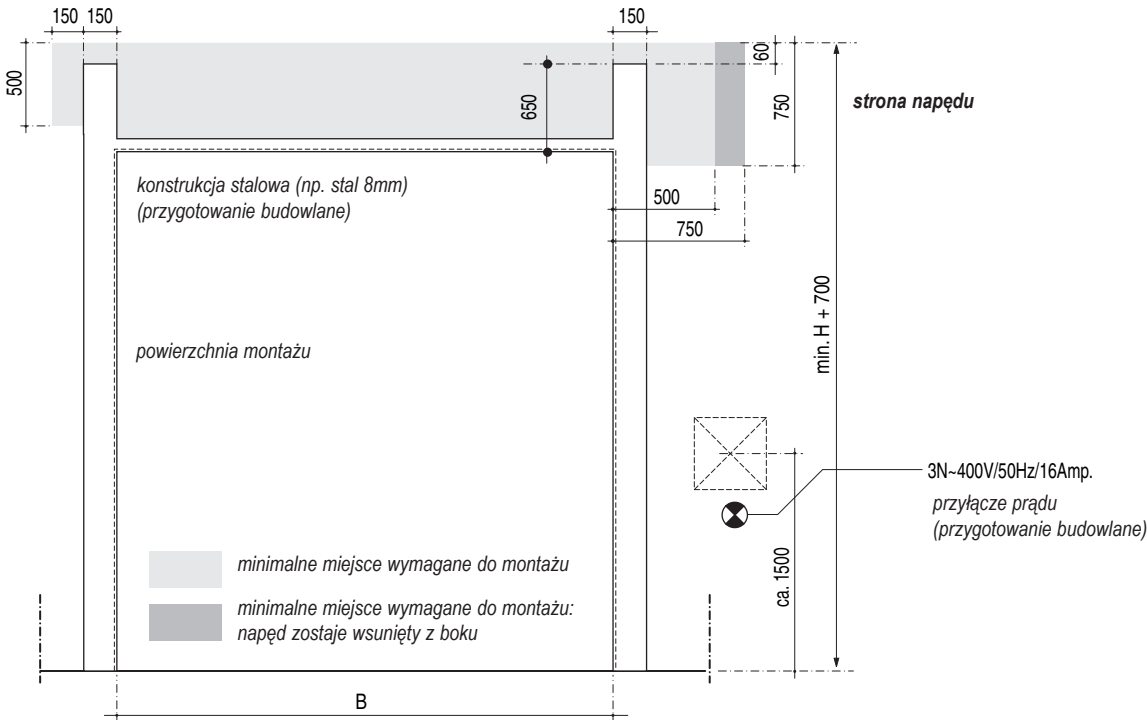 150
150
150
500
60
650
750
strona napędu
konstrukcja stalowa (np. stal 8mm)
(przygotowanie budowlane)
500
750
min. H + 700
powierzchnia montażu
3N~400V/50Hz/16Amp.
przyłącze prądu
(przygotowanie budowlane)
ca. 1500
minimalne miejsce wymagane do montażu
minimalne miejsce wymagane do montażu:
napęd zostaje wsunięty z boku
B